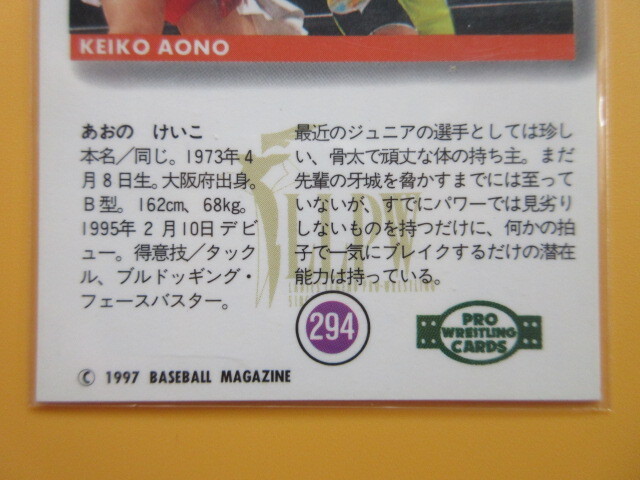 KEIKO AONO
あおの けいこ
本名／同じ。1973年4
月8日生。大阪府出身。
B型。162cm、68kg。
1995年2月10日デビ
ュー。得意技／タック
ル、ブルドッギング・
フェースバスター。
最近のジュニアの選手としては珍し
い、骨太で頑丈な体の持ち主。まだ
先輩の牙城を脅かすまでには至って
いないが、すでにパワーでは見劣り
しないものを持つだけに、何かの拍
子で一気にブレイクするだけの潜在
能力は持っている。
LLPW
294
PRO
WRESTLING
CARDS
© 1997 BASEBALL MAGAZINE